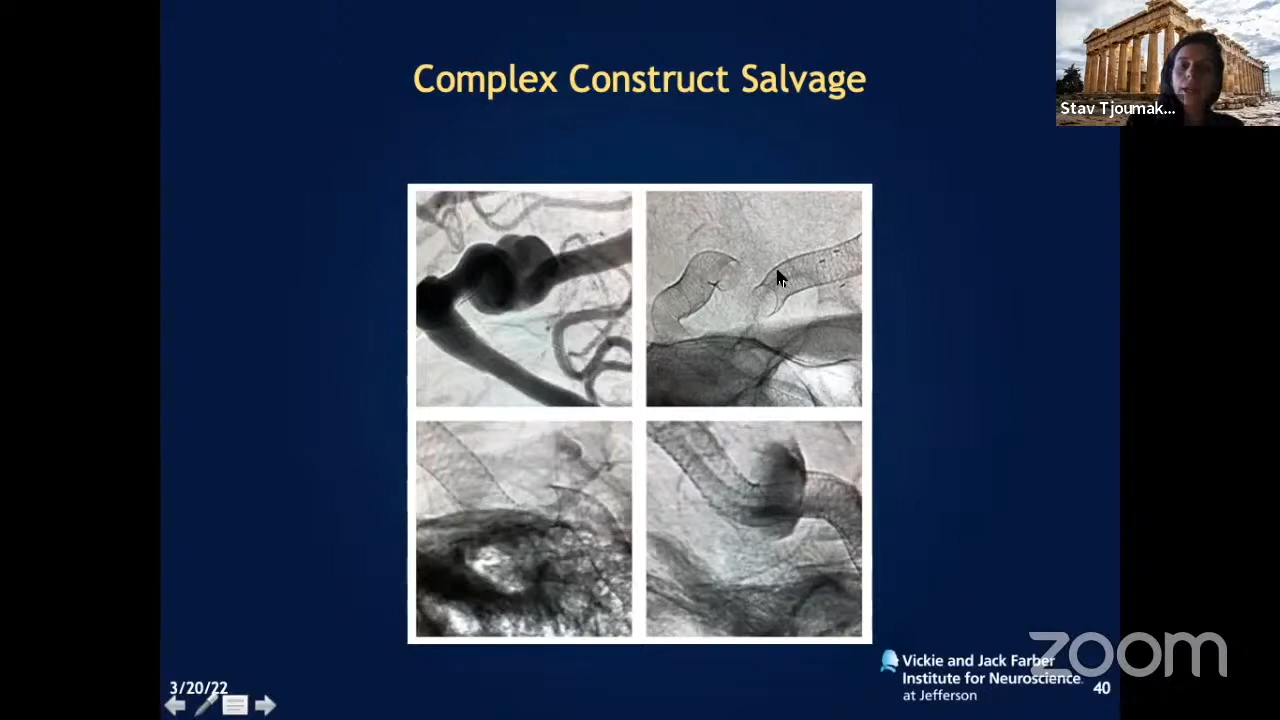 Complex Construct Salvage
Stav Tjoumak...
Vickie and Jack Farber
Institute for Neuroscience
at Jefferson
zoom
3/20/22
40